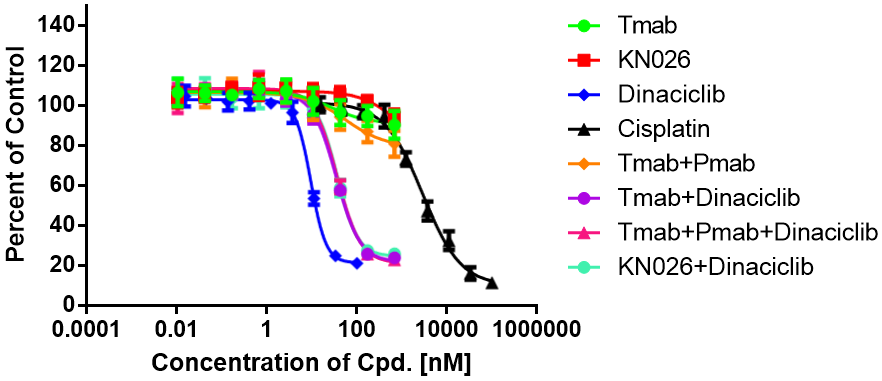 Percent of Control
140
120
100
80
60
40
20
0
0.0001
0.01
1
100
10000
1000000
Concentration of Cpd. [nM]
Tmab
KN026
Dinaciclib
Cisplatin
Tmab+Pmab
Tmab+Dinaciclib
Tmab+Pmab+Dinaciclib
KN026+Dinaciclib